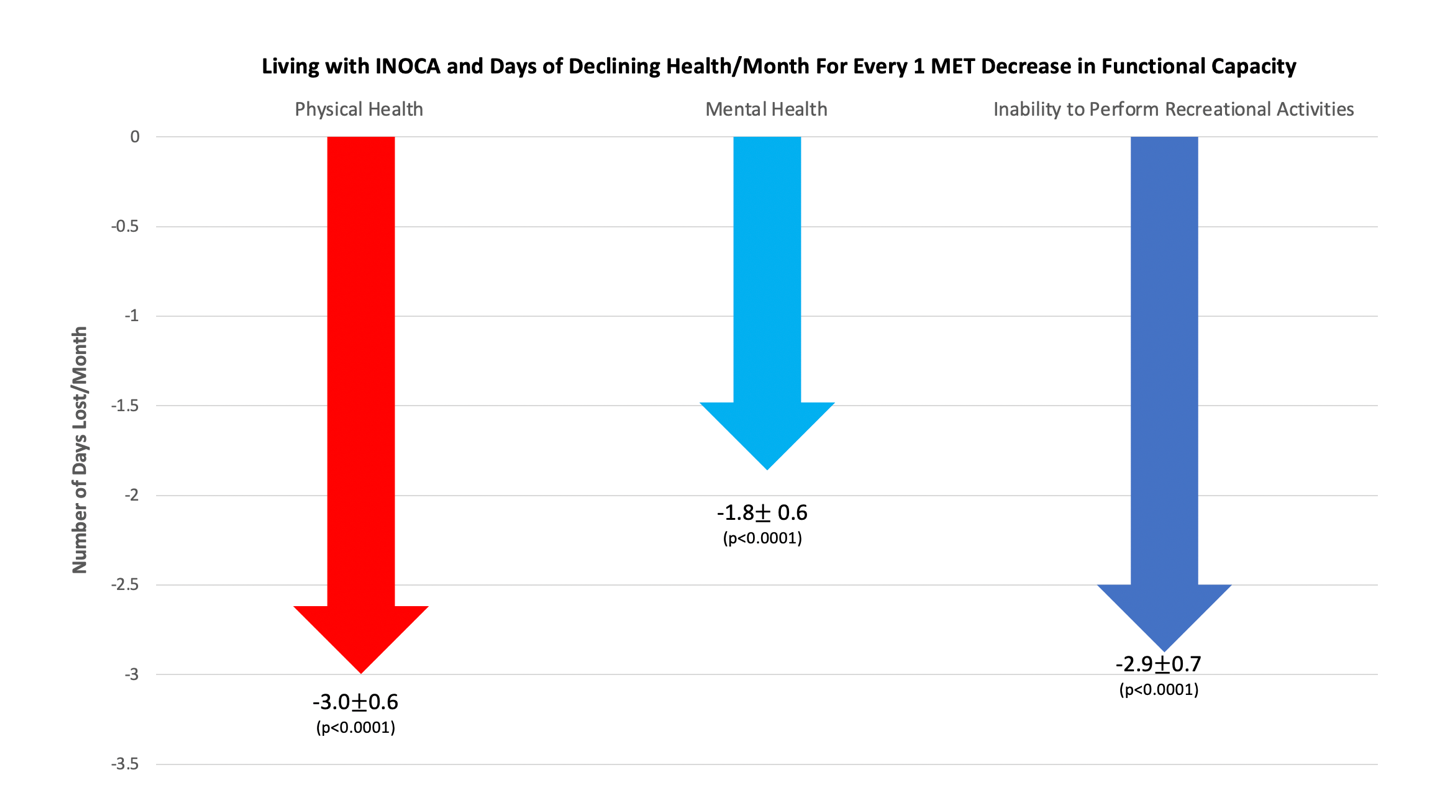 Living with INOCA and Days of Declining Health/Month For Every 1 MET Decrease in Functional Capacity
Physical Health
Mental Health
Inability to Perform Recreational Activities
Number of Days Lost/Month
0
-0.5
-1
-1.5
-2
-2.5
-3
-3.5
-3.0±0.6
(p<0.0001)
-1.8± 0.6
(p<0.0001)
-2.9±0.7
(p<0.0001)